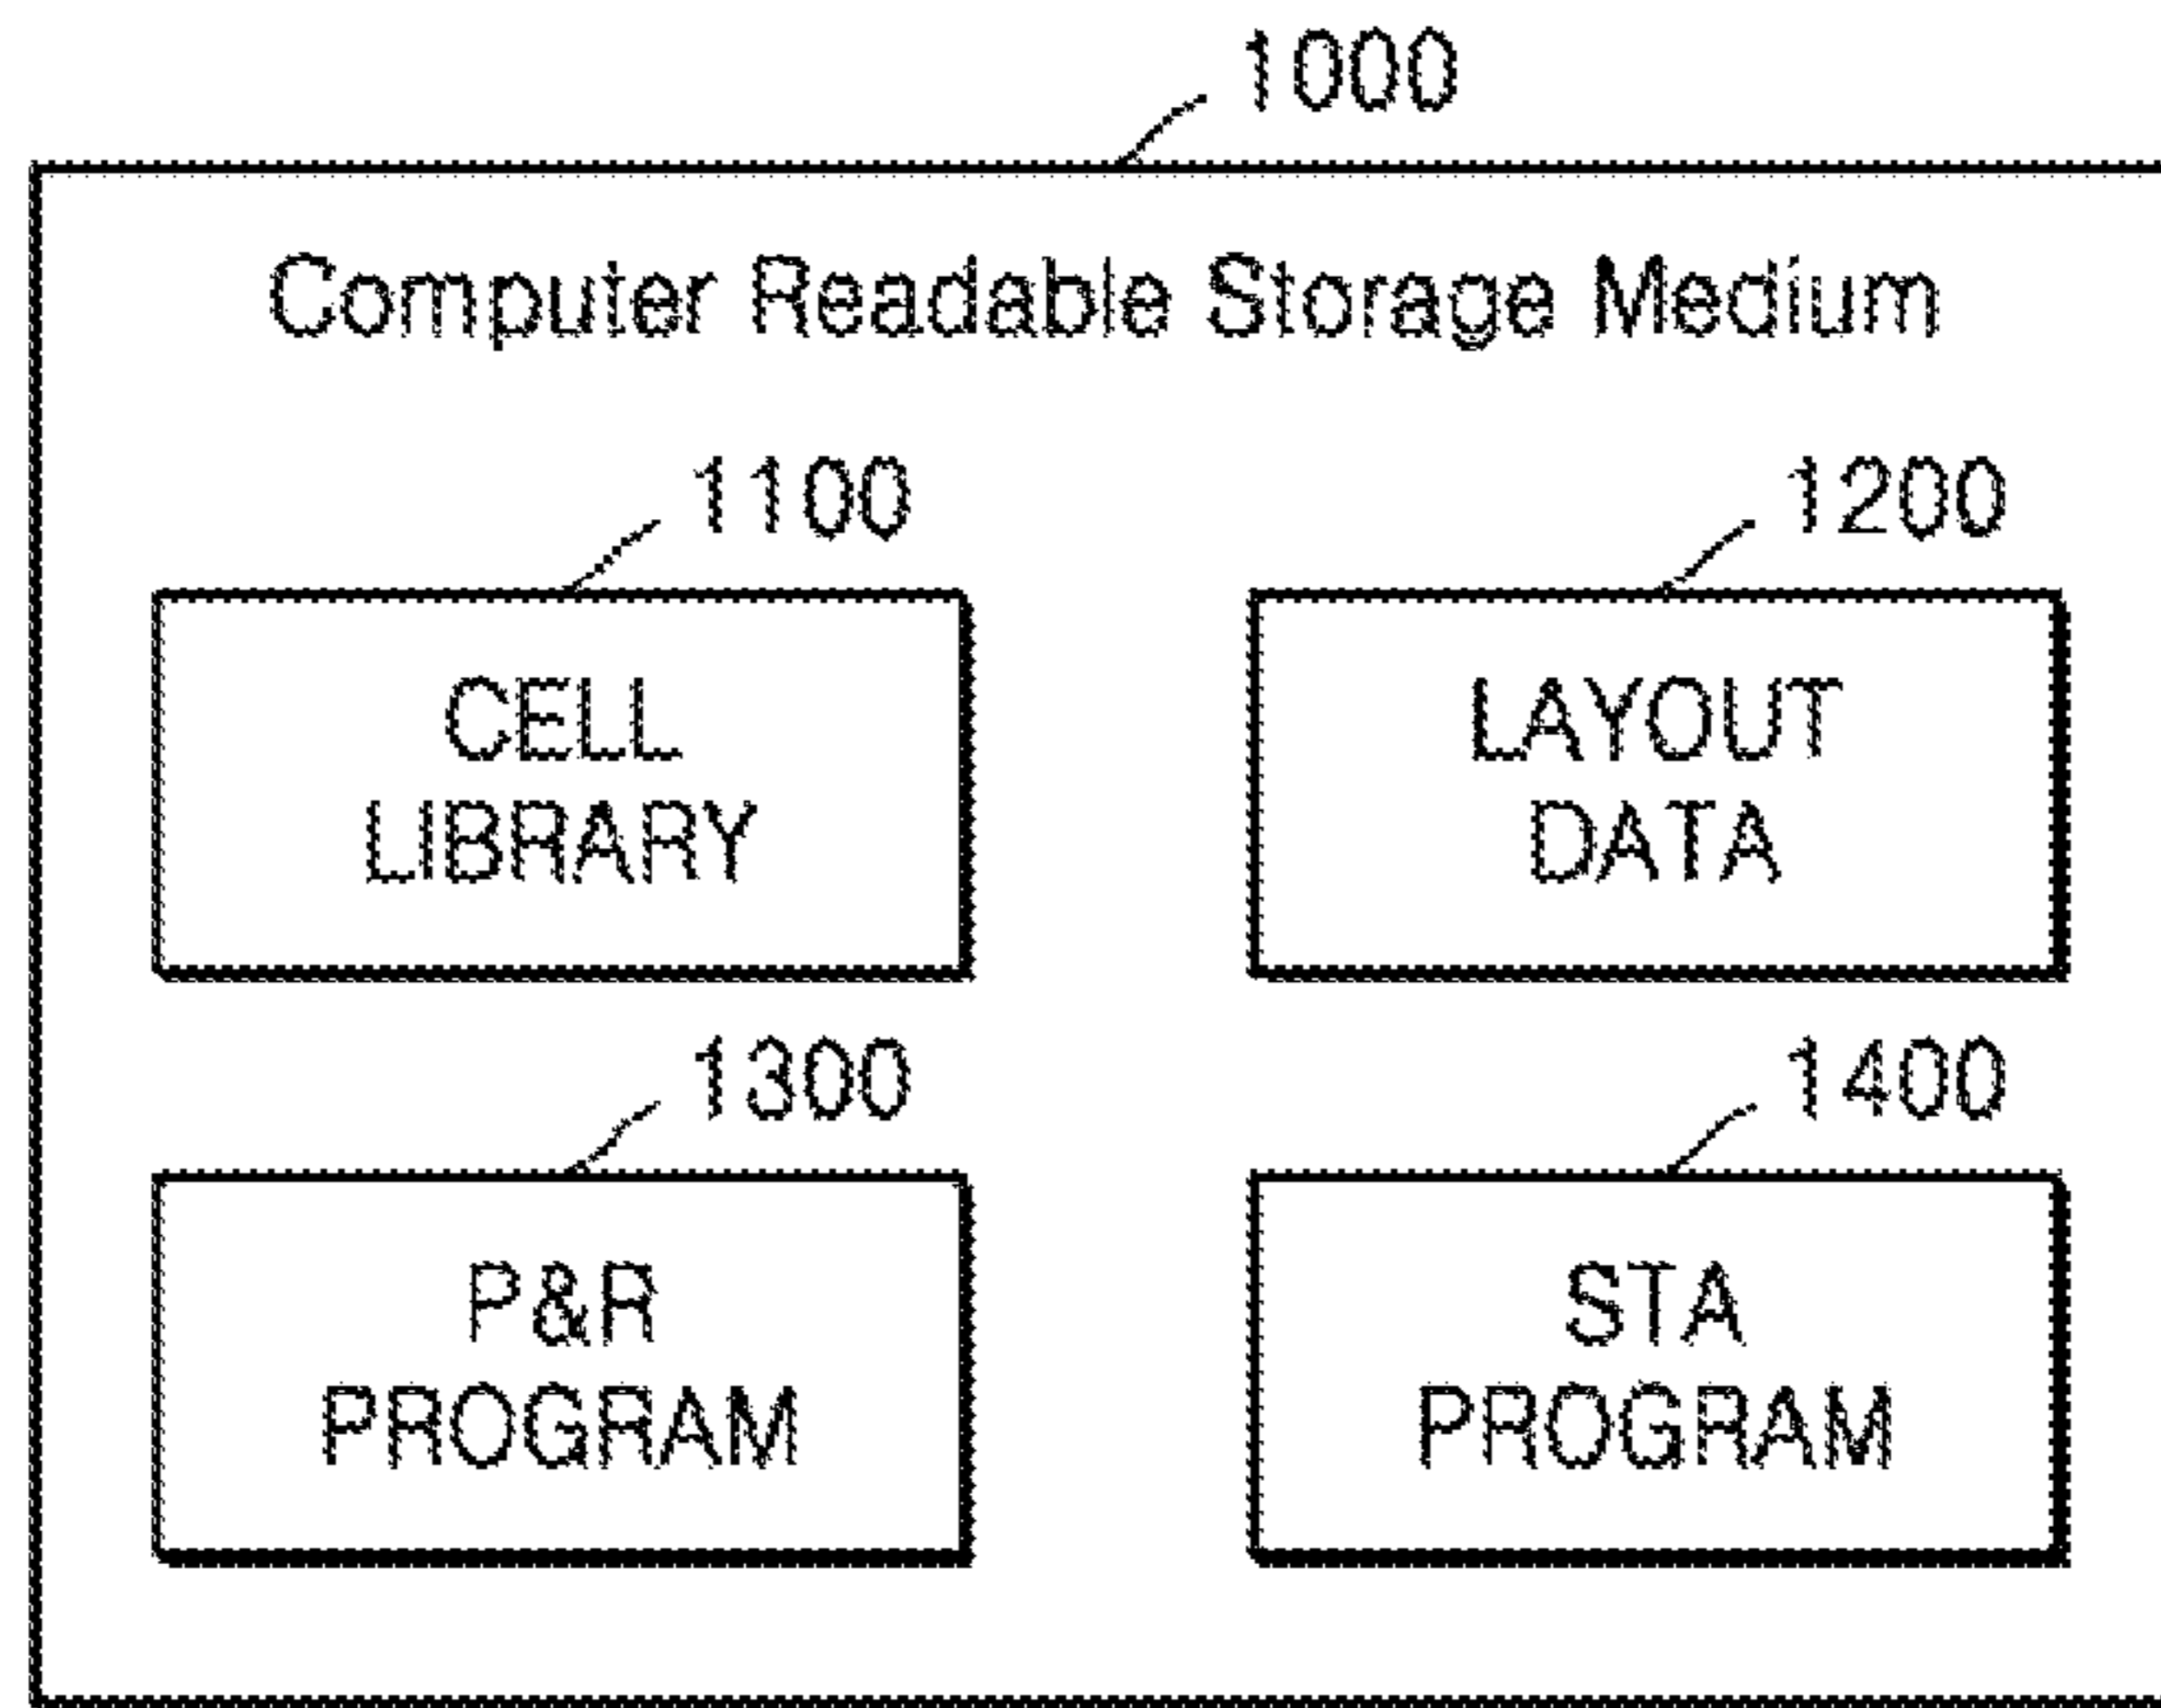 1000
Computer Readable Storage Medium
1100
1200
CELL
LIBRARY
LAYOUT
DATA
1300
1400
P&R
PROGRAM
STA
PROGRAM